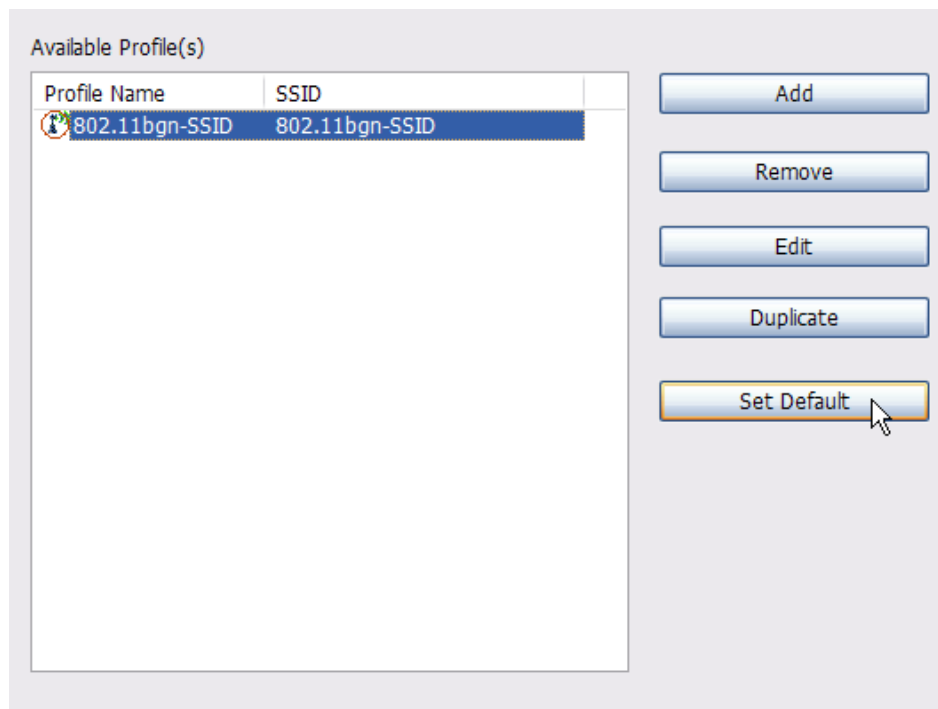 Available Profile(s)
Profile Name SSID
802.11bgn-SSID 802.11bgn-SSID
Add
Remove
Edit
Duplicate
Set Default